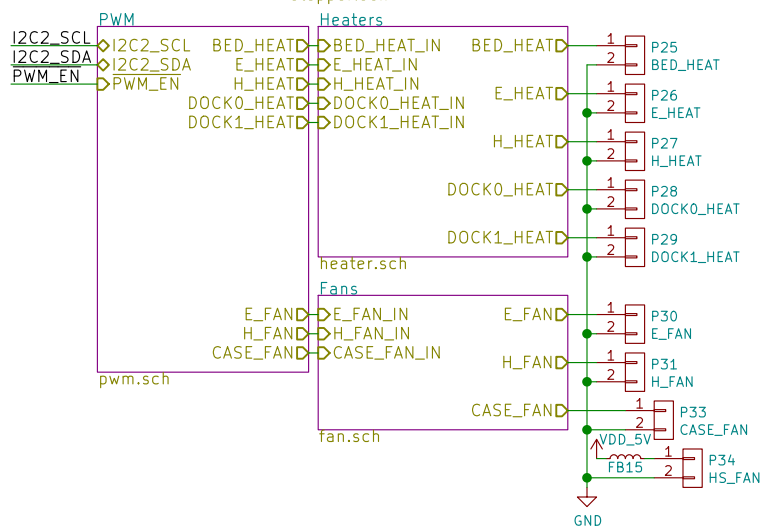 PWM
Heaters
I2C2_SCL
I2C2_SDA
PWM_EN
I2C2_SCL
I2C2_SDA
PWM_EN
BED_HEAT
E_HEAT
H_HEAT
DOCK0_HEAT
DOCK1_HEAT
BED_HEAT_IN
E_HEAT_IN
H_HEAT_IN
DOCK0_HEAT_IN
DOCK1_HEAT_IN
BED_HEAT
E_HEAT
H_HEAT
DOCK0_HEAT
DOCK1_HEAT
heater.sch
1
2
P25
BED_HEAT
1
2
P26
E_HEAT
1
2
P27
H_HEAT
1
2
P28
DOCK0_HEAT
1
2
P29
DOCK1_HEAT
Fans
E_FAN
H_FAN
CASE_FAN
E_FAN_IN
H_FAN_IN
CASE_FAN_IN
E_FAN
H_FAN
CASE_FAN
pwm.sch
fan.sch
1
2
P30
E_FAN
1
2
P31
H_FAN
1
2
P33
CASE_FAN
VDD_5V
FB15
1
2
P34
HS_FAN
GND